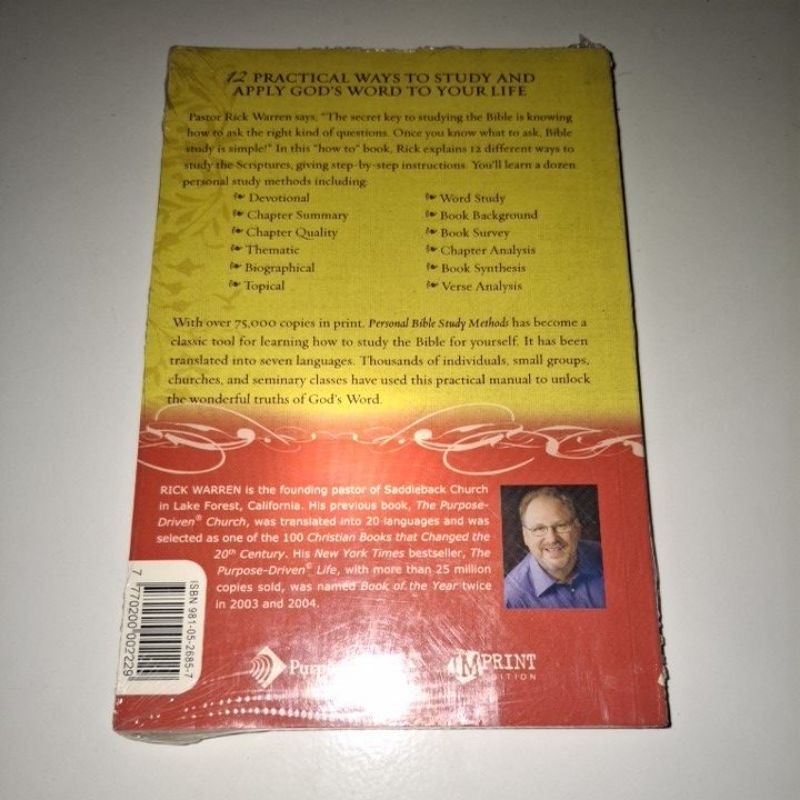 12 PRACTICAL WAYS TO STUDY AND
APPLY GOD'S WORD TO YOUR LIFE
Pastor Rick Warren says, "The secret key to studying the Bible is knowing
how to ask the right kind of questions. Once you know what to ask, Bible
study is simple!" In this "how to" book, Rick explains 12 different ways to
study the Scriptures, giving step-by-step instructions. You'll learn a dozen
personal study methods including:
Devotional
Chapter Summary
Chapter Quality
Thematic
Biographical
Topical
Word Study
Book Background
Book Survey
Chapter Analysis
Book Synthesis
Verse Analysis
With over 75,000 copies in print, Personal Bible Study Methods has become a
classic tool for learning how to study the Bible for yourself. It has been
translated into seven languages. Thousands of individuals, small groups,
churches, and seminary classes have used this practical manual to unlock
the wonderful truths of God's Word.
RICK WARREN is the founding pastor of Saddleback Church
in Lake Forest, California. His previous book, The Purpose-
Driven® Church, was translated into 20 languages and was
selected as one of the 100 Christian Books that Changed the
20th Century. His New York Times bestseller, The
Purpose-Driven® Life, with more than 25 million
copies sold, was named Book of the Year twice
in 2003 and 2004.
ISBN 981-05-2685-7
7 770200 002229
IMPRINT
EDITION